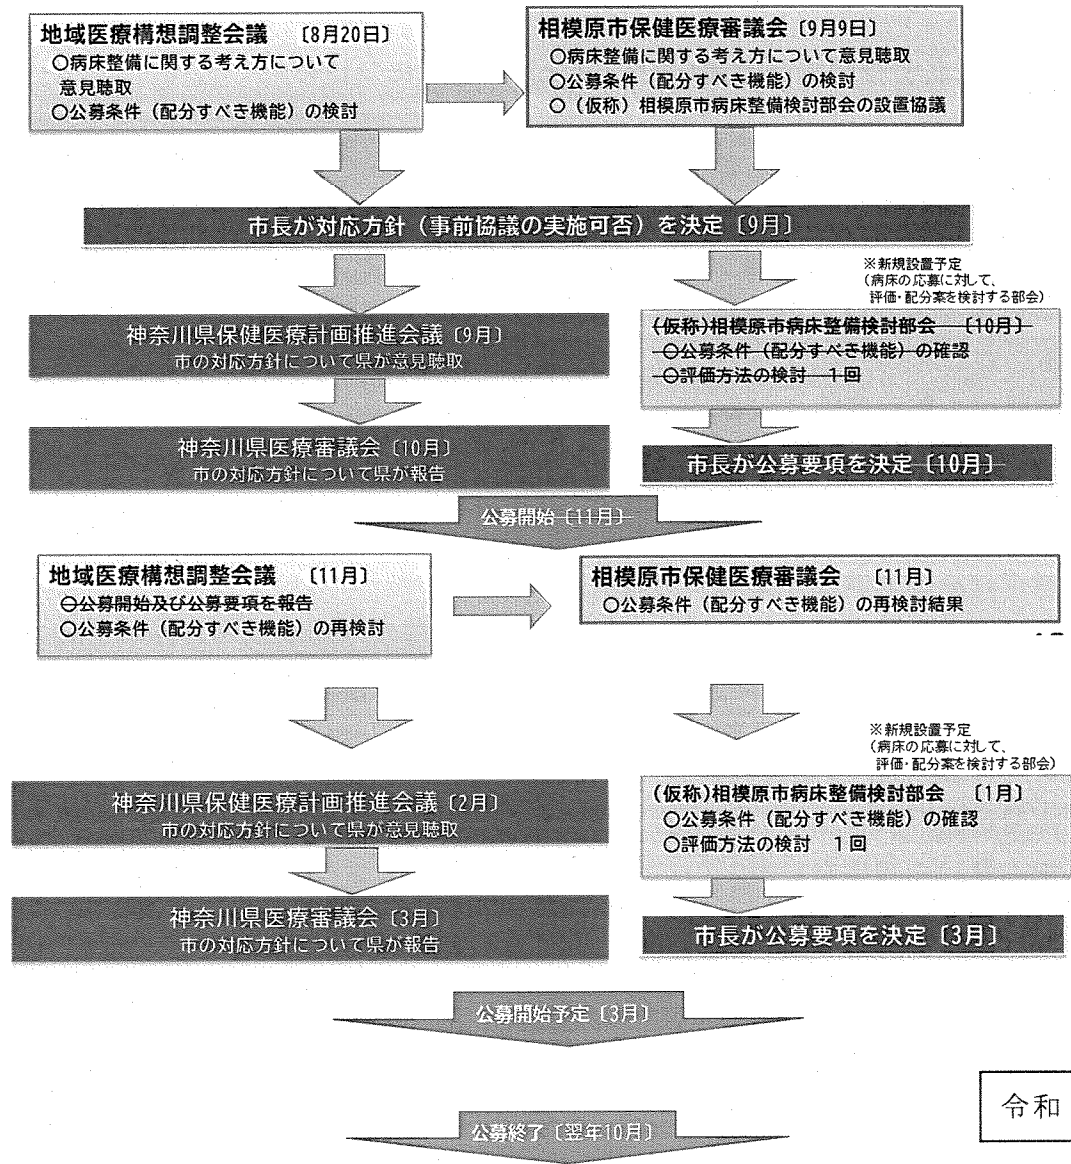 地域医療構想調整会議 〔8月20日〕
○病床整備に関する考え方について
意見聴取
○公募条件(配分すべき機能)の検討
相模原市保健医療審議会〔9月9日〕
○病床整備に関する考え方について意見聴取
○公募条件(配分すべき機能)の検討
○(仮称)相模原市病床整備検討部会の設置協議
市長が対応方針(事前協議の実施可否)を決定〔9月〕
※新規設置予定
(病床の応募に対して、
評価・配分案を検討する部会)
神奈川県保健医療計画推進会議〔9月〕
市の対応方針について県が意見聴取
(仮称)相模原市病床整備検討部会 〔10月〕
○公募条件(配分すべき機能)の確認
○評価方法の検討 1回
神奈川県医療審議会〔10月〕
市の対応方針について県が報告
市長が公募要項を決定〔10月〕
公募開始〔11月〕
地域医療構想調整会議 〔11月〕
○公募開始及び公募要項を報告
○公募条件(配分すべき機能)の再検討
相模原市保健医療審議会 〔11月〕
○公募条件(配分すべき機能)の再検討結果
※新規設置予定
(病床の応募に対して、
評価・配分案を検討する部会)
神奈川県保健医療計画推進会議〔2月〕
市の対応方針について県が意見聴取
(仮称)相模原市病床整備検討部会 〔1月〕
○公募条件(配分すべき機能)の確認
○評価方法の検討 1回
神奈川県医療審議会〔3月〕
市の対応方針について県が報告
市長が公募要項を決定〔3月〕
公募開始予定〔3月〕
令和
公募終了〔翌年10月〕